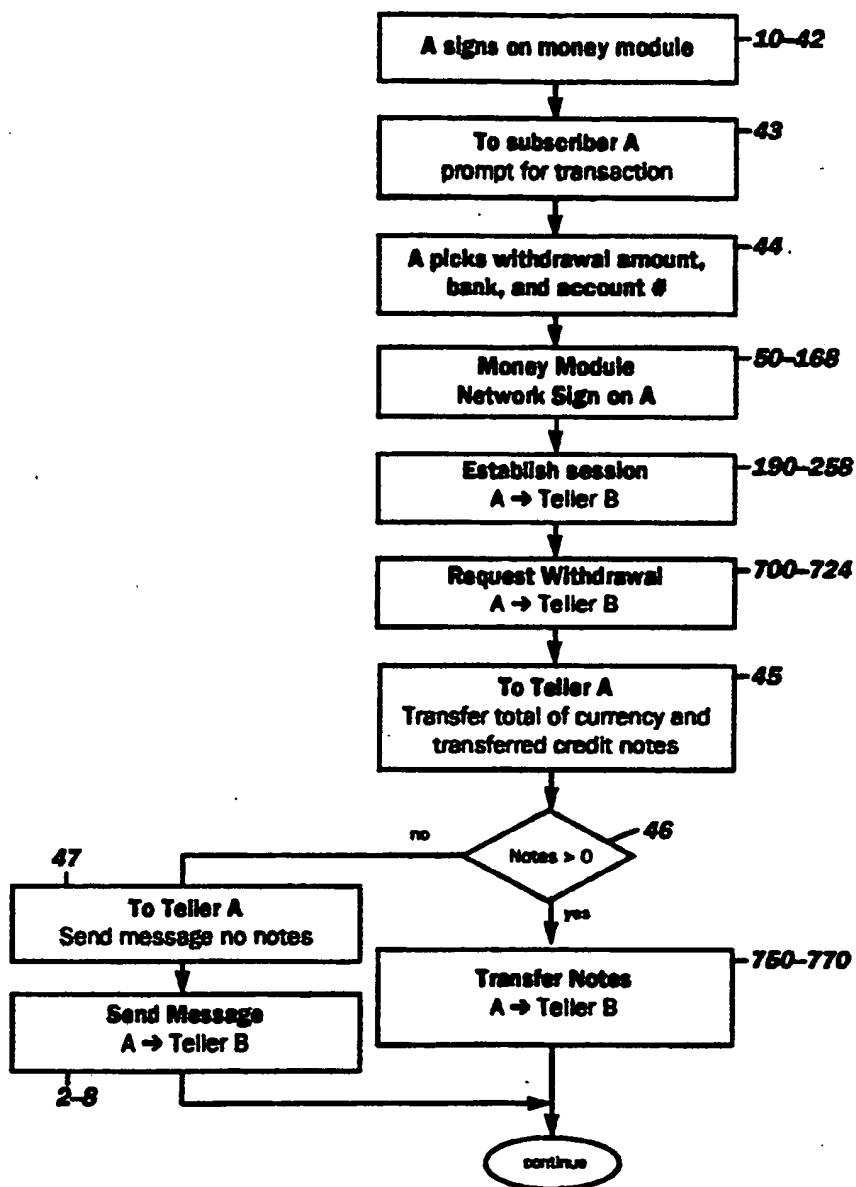 A signs on money module
10–42
To subscriber A
prompt for transaction
43
A picks withdrawal amount,
bank, and account #
44
Money Module
Network Sign on A
50–168
Establish session
A → Teller B
190–258
Request Withdrawal
A → Teller B
700–724
To Teller A
Transfer total of currency and
transferred credit notes
45
Notes > 0
46
no
yes
47
To Teller A
Send message no notes
Send Message
A → Teller B
2–8
Transfer Notes
A → Teller B
750–770
continue